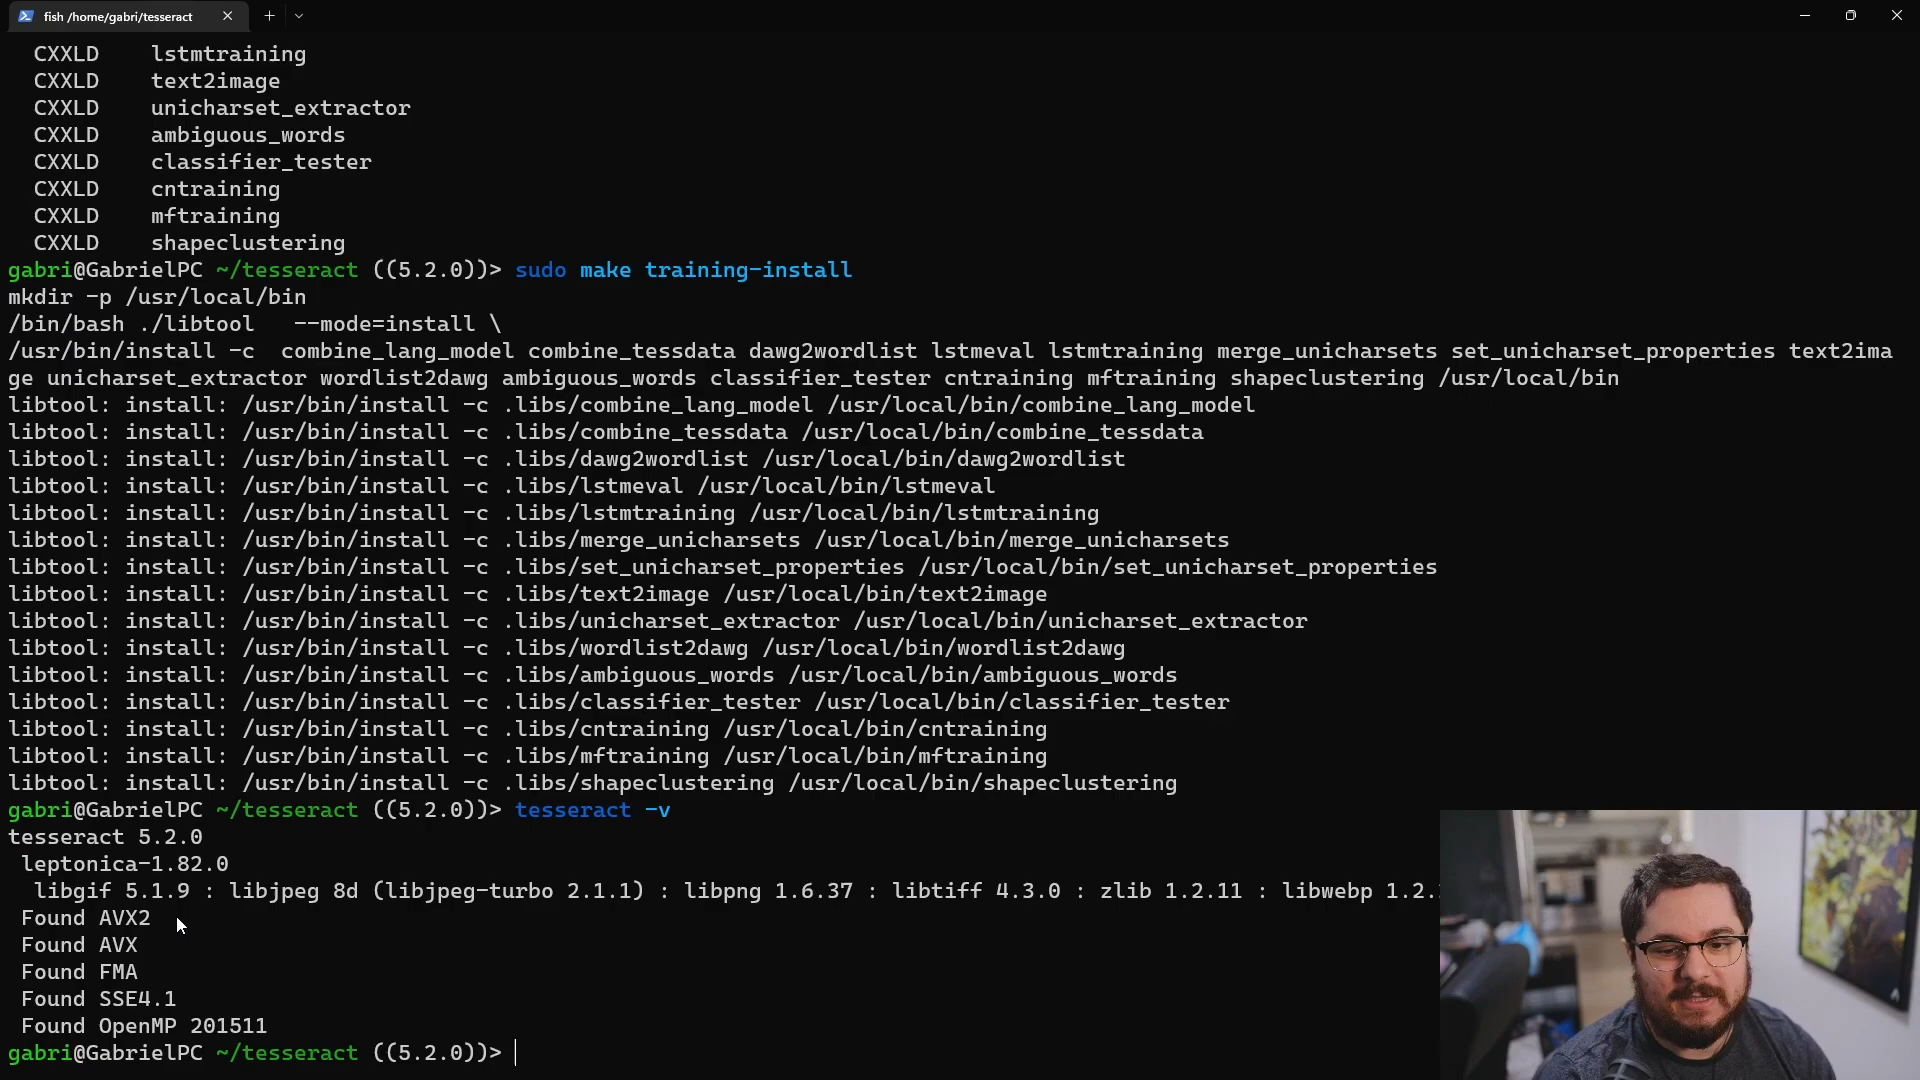 fish /home/gabri/tesseract
CXXLD lstmtraining
CXXLD text2image
CXXLD unicharset_extractor
CXXLD ambiguous_words
CXXLD classifier_tester
CXXLD cntraining
CXXLD mftraining
CXXLD shapeclustering
gabri@GabrielPC ~/tesseract ((5.2.0))> sudo make training-install
mkdir -p /usr/local/bin
/bin/bash ./libtool   --mode=install \
/usr/bin/install -c  combine_lang_model combine_tessdata dawg2wordlist lstmeval lstmtraining merge_unicharsets set_unicharset_properties text2ima
ge unicharset_extractor wordlist2dawg ambiguous_words classifier_tester cntraining mftraining shapeclustering /usr/local/bin
libtool: install: /usr/bin/install -c .libs/combine_lang_model /usr/local/bin/combine_lang_model
libtool: install: /usr/bin/install -c .libs/combine_tessdata /usr/local/bin/combine_tessdata
libtool: install: /usr/bin/install -c .libs/dawg2wordlist /usr/local/bin/dawg2wordlist
libtool: install: /usr/bin/install -c .libs/lstmeval /usr/local/bin/lstmeval
libtool: install: /usr/bin/install -c .libs/lstmtraining /usr/local/bin/lstmtraining
libtool: install: /usr/bin/install -c .libs/merge_unicharsets /usr/local/bin/merge_unicharsets
libtool: install: /usr/bin/install -c .libs/set_unicharset_properties /usr/local/bin/set_unicharset_properties
libtool: install: /usr/bin/install -c .libs/text2image /usr/local/bin/text2image
libtool: install: /usr/bin/install -c .libs/unicharset_extractor /usr/local/bin/unicharset_extractor
libtool: install: /usr/bin/install -c .libs/wordlist2dawg /usr/local/bin/wordlist2dawg
libtool: install: /usr/bin/install -c .libs/ambiguous_words /usr/local/bin/ambiguous_words
libtool: install: /usr/bin/install -c .libs/classifier_tester /usr/local/bin/classifier_tester
libtool: install: /usr/bin/install -c .libs/cntraining /usr/local/bin/cntraining
libtool: install: /usr/bin/install -c .libs/mftraining /usr/local/bin/mftraining
libtool: install: /usr/bin/install -c .libs/shapeclustering /usr/local/bin/shapeclustering
gabri@GabrielPC ~/tesseract ((5.2.0))> tesseract -v
tesseract 5.2.0
leptonica-1.82.0
libgif 5.1.9 : libjpeg 8d (libjpeg-turbo 2.1.1) : libpng 1.6.37 : libtiff 4.3.0 : zlib 1.2.11 : libwebp 1.2.
Found AVX2
Found AVX
Found FMA
Found SSE4.1
Found OpenMP 201511
gabri@GabrielPC ~/tesseract ((5.2.0))>